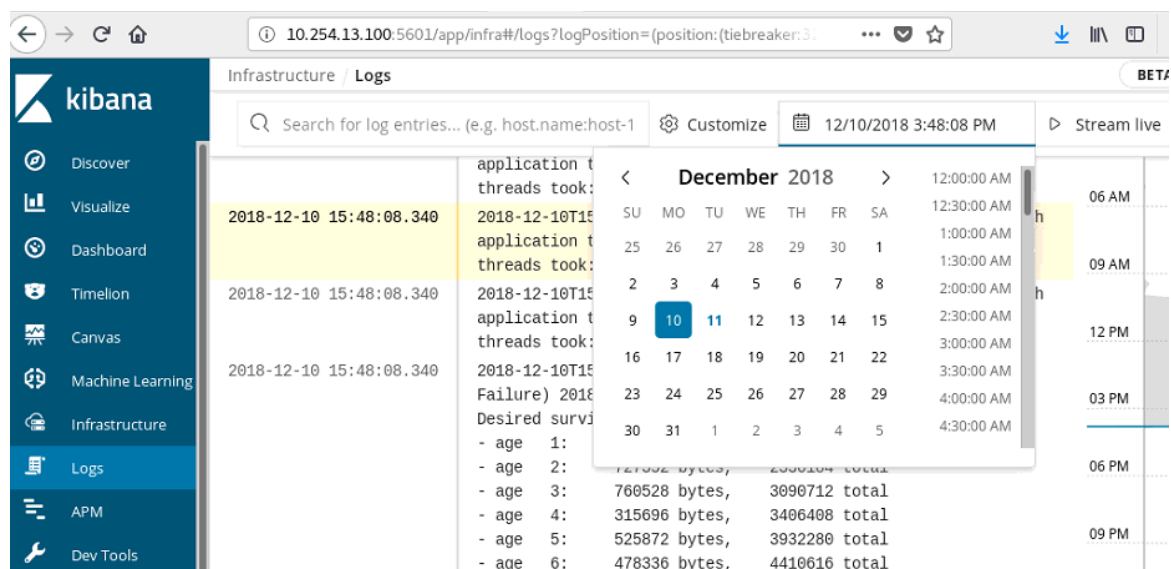 10.254.13.100:5601/app/infra#/logs?logPosition=(position:(tiebreaker:3
kibana
Discover
Visualize
Dashboard
Timelion
Canvas
Machine Learning
Infrastructure
Logs
APM
Dev Tools
Infrastructure / Logs
BETA
Search for log entries... (e.g. host.name:host-1
Customize
12/10/2018 3:48:08 PM
Stream live
application t
threads took:
2018-12-10 15:48:08.340
2018-12-10T15
h
application t
threads took:
2018-12-10 15:48:08.340
2018-12-10T15
h
application t
threads took:
2018-12-10 15:48:08.340
2018-12-10T15
Failure) 2018
Desired survi
- age 1:
- age 2: 727552 bytes, 2330184 total
- age 3: 760528 bytes, 3090712 total
- age 4: 315696 bytes, 3406408 total
- age 5: 525872 bytes, 3932280 total
- age 6: 478336 bytes, 4410616 total
December 2018
SU MO TU WE TH FR SA
25 26 27 28 29 30 1
2 3 4 5 6 7 8
9 10 11 12 13 14 15
16 17 18 19 20 21 22
23 24 25 26 27 28 29
30 31 1 2 3 4 5
12:00:00 AM
12:30:00 AM
1:00:00 AM
1:30:00 AM
2:00:00 AM
2:30:00 AM
3:00:00 AM
3:30:00 AM
4:00:00 AM
4:30:00 AM
06 AM
09 AM
12 PM
03 PM
06 PM
09 PM